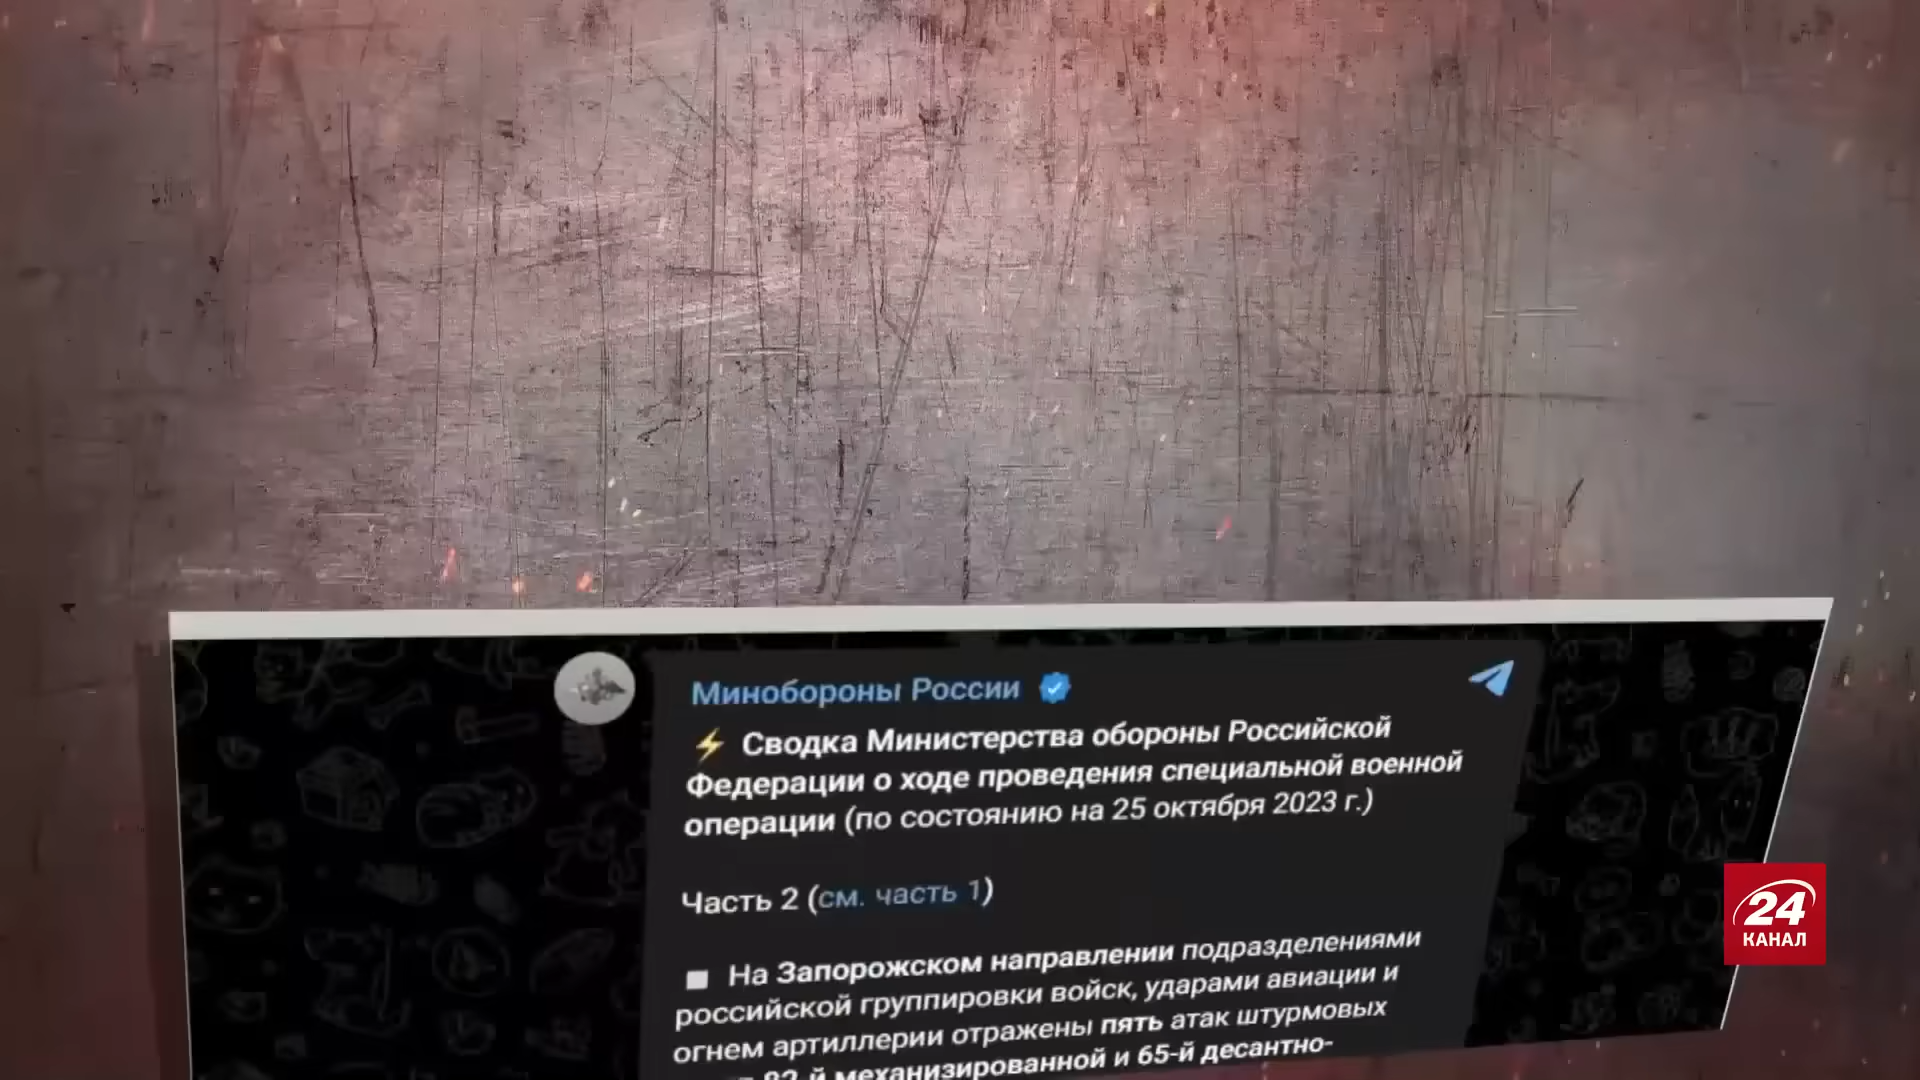 Минобороны России
⚡ Сводка Министерства обороны Российской
Федерации о ходе проведения специальной военной
операции (по состоянию на 25 октября 2023 г.)
Часть 2 (см. часть 1)
На Запорожском направлении подразделениями
российской группировки войск, ударами авиации и
огнем артиллерии отражены пять атак штурмовых
82-й механизированной и 65-й десантно-
24
КАНАЛ